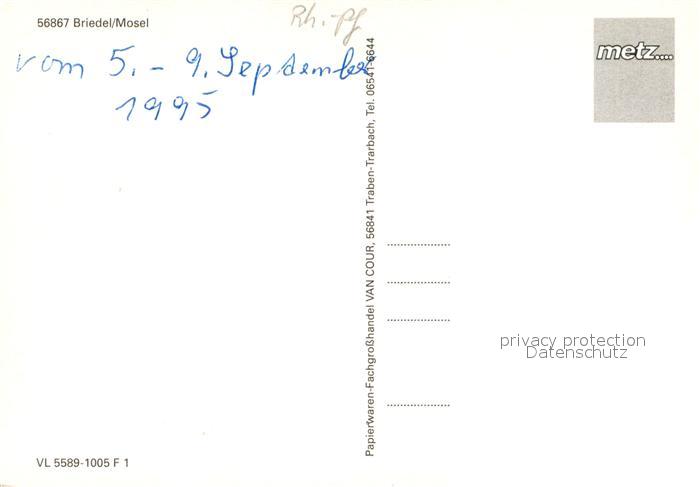 56867 Briedel/Mosel
Rh.-Pf
vom 5. - 9. September
1995
metz....
Papierwaren-Fachgroßhandel VAN COUR, 56841 Traben-Trarbach, Tel. 06541-6644
privacy protection
Datenschutz
VL 5589-1005 F 1